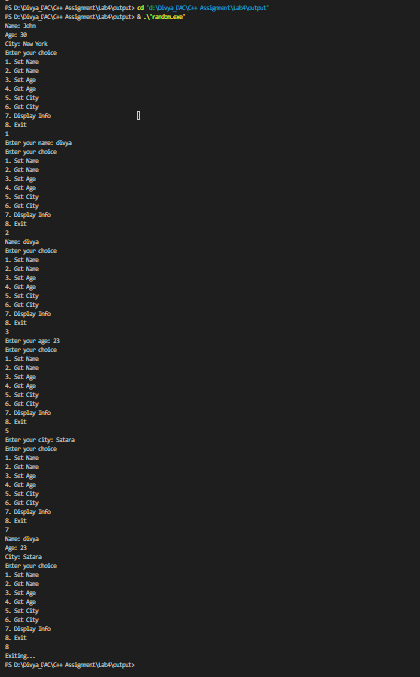 PS D:\Divya_DAC\C++ Assignment\Lab4\output> cd "d:\Divya_DAC\C++ Assignment\Lab4\output"
PS D:\Divya_DAC\C++ Assignment\Lab4\output> & .\"random.exe"
Name: John
Age: 30
City: New York
Enter your choice
1. Set Name
2. Get Name
3. Set Age
4. Get Age
5. Set City
6. Get City
7. Display Info
8. Exit
1
Enter your name: divya
Enter your choice
1. Set Name
2. Get Name
3. Set Age
4. Get Age
5. Set City
6. Get City
7. Display Info
8. Exit
2
Name: divya
Enter your choice
1. Set Name
2. Get Name
3. Set Age
4. Get Age
5. Set City
6. Get City
7. Display Info
8. Exit
3
Enter your age: 23
Enter your choice
1. Set Name
2. Get Name
3. Set Age
4. Get Age
5. Set City
6. Get City
7. Display Info
8. Exit
5
Enter your city: Satara
Enter your choice
1. Set Name
2. Get Name
3. Set Age
4. Get Age
5. Set City
6. Get City
7. Display Info
8. Exit
7
Name: divya
Age: 23
City: Satara
Enter your choice
1. Set Name
2. Get Name
3. Set Age
4. Get Age
5. Set City
6. Get City
7. Display Info
8. Exit
8
Exiting...
PS D:\Divya_DAC\C++ Assignment\Lab4\output>